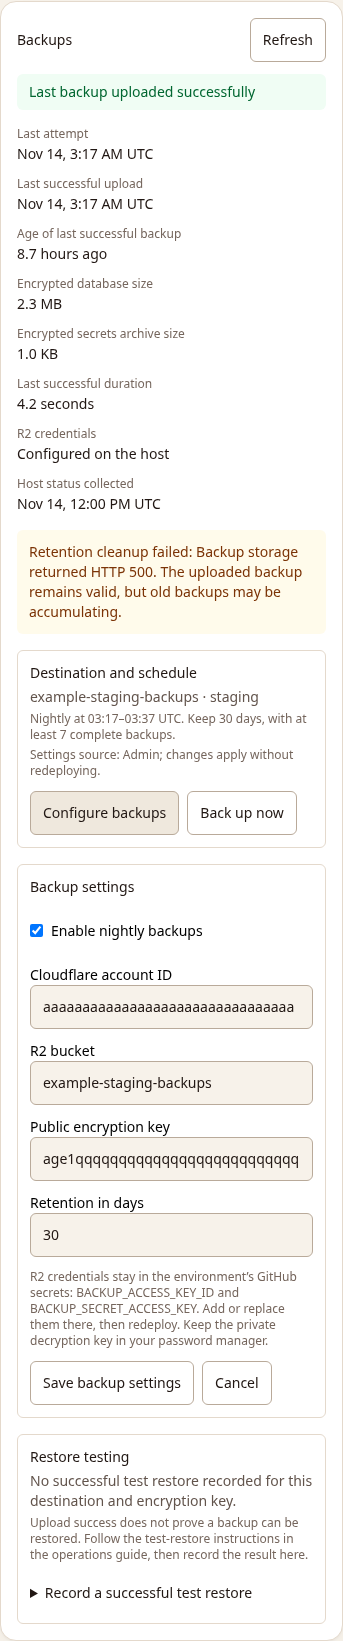 Backups
Refresh
Last backup uploaded successfully
Last attempt
Nov 14, 3:17 AM UTC
Last successful upload
Nov 14, 3:17 AM UTC
Age of last successful backup
8.7 hours ago
Encrypted database size
2.3 MB
Encrypted secrets archive size
1.0 KB
Last successful duration
4.2 seconds
R2 credentials
Configured on the host
Host status collected
Nov 14, 12:00 PM UTC
Retention cleanup failed: Backup storage
returned HTTP 500. The uploaded backup
remains valid, but old backups may be
accumulating.
Destination and schedule
example-staging-backups · staging
Nightly at 03:17–03:37 UTC. Keep 30 days, with at
least 7 complete backups.
Settings source: Admin; changes apply without
redeploying.
Configure backups
Back up now
Backup settings
Enable nightly backups
Cloudflare account ID
aaaaaaaaaaaaaaaaaaaaaaaaaaaaaaaa
R2 bucket
example-staging-backups
Public encryption key
age1qqqqqqqqqqqqqqqqqqqqqqqqqq
Retention in days
30
R2 credentials stay in the environment’s GitHub
secrets: BACKUP_ACCESS_KEY_ID and
BACKUP_SECRET_ACCESS_KEY. Add or replace
them there, then redeploy. Keep the private
decryption key in your password manager.
Save backup settings
Cancel
Restore testing
No successful test restore recorded for this
destination and encryption key.
Upload success does not prove a backup can be
restored. Follow the test-restore instructions in
the operations guide, then record the result here.
Record a successful test restore